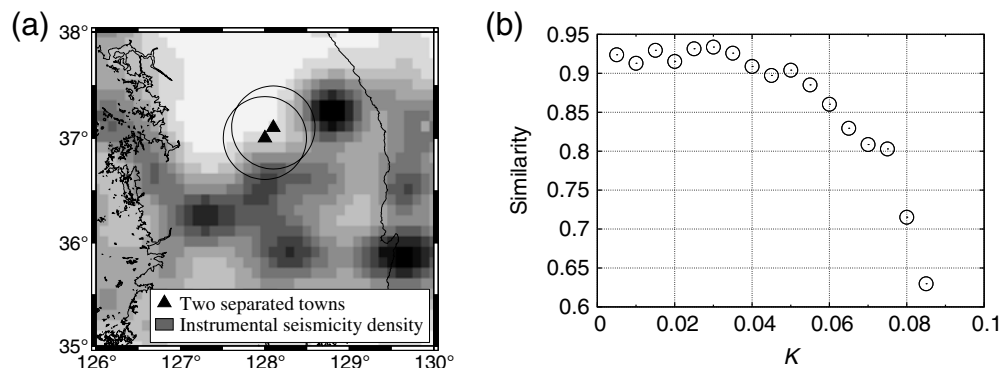 (a)
38°
37°
36°
35°
126° 127° 128° 129° 130°
Two separated towns
Instrumental seismicity density
(b)
Similarity
0.95
0.9
0.85
0.8
0.75
0.7
0.65
0.6
0 0.02 0.04 0.06 0.08 0.1
K